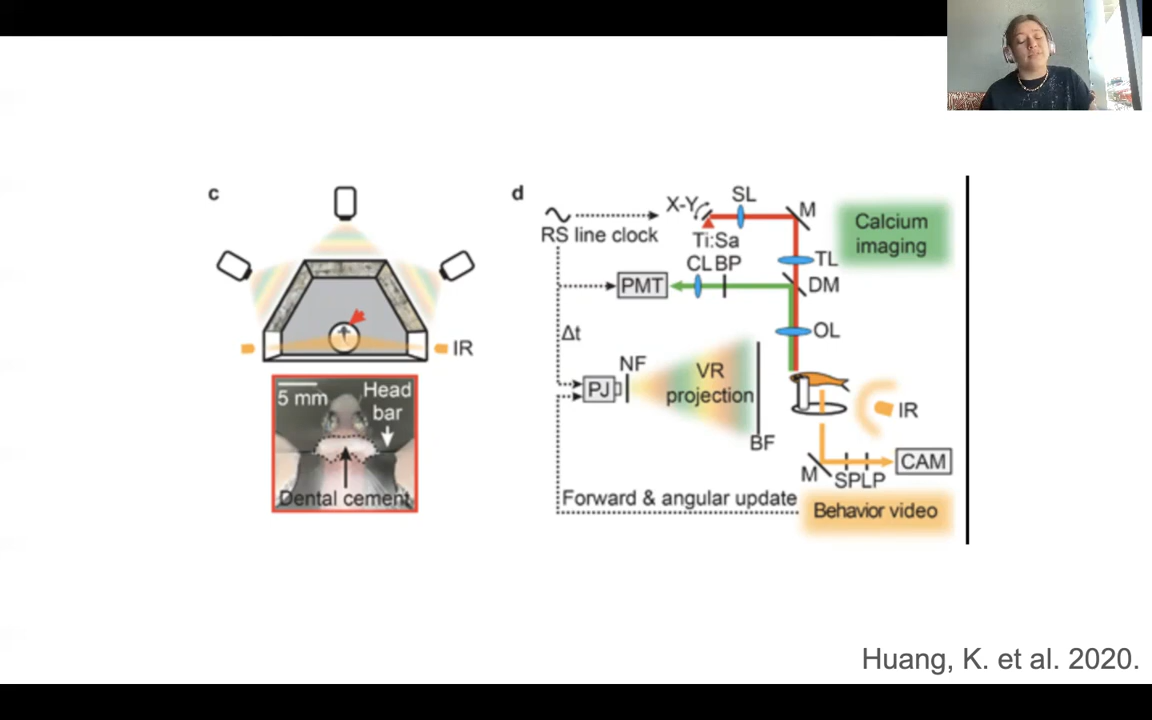 c
IR
5 mm
Head
bar
Dental cement
d
X-Y
SL
M
RS line clock
Ti:Sa
Calcium
imaging
TL
CL BP
PMT
DM
Δt
OL
NF
PJ
VR
projection
BF
IR
M
SP LP
CAM
Forward & angular update
Behavior video
Huang, K. et al. 2020.